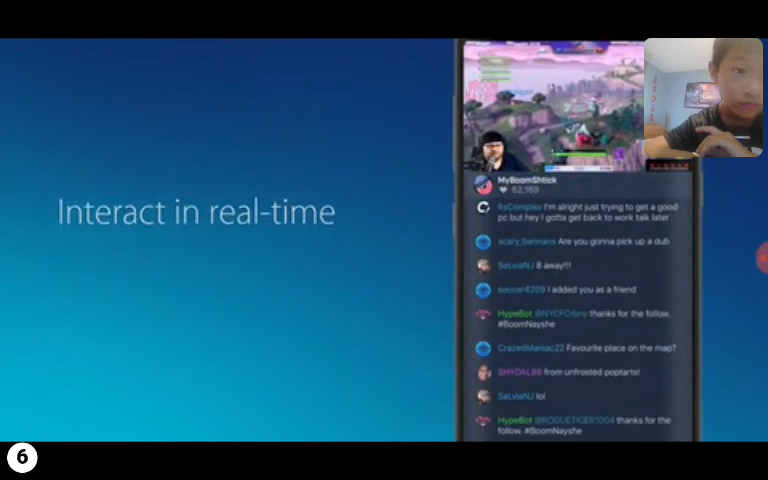 Interact in real-time
MyBoomShtick
62,169
ItsComplex I'm alright just trying to get a good
pc but hey I gotta get back to work talk later
Are you gonna pick up a dub
SaLviaNJ 8 away!!!
soccer4209 I added you as a friend
HypeBot thanks for the follow.
#BoomNayshe
CrazedManiac22 Favourite place on the map?
SHYDAL88 from unfrosted poptarts!
SaLviaNJ lol
HypeBot thanks for the
follow. #BoomNayshe
6